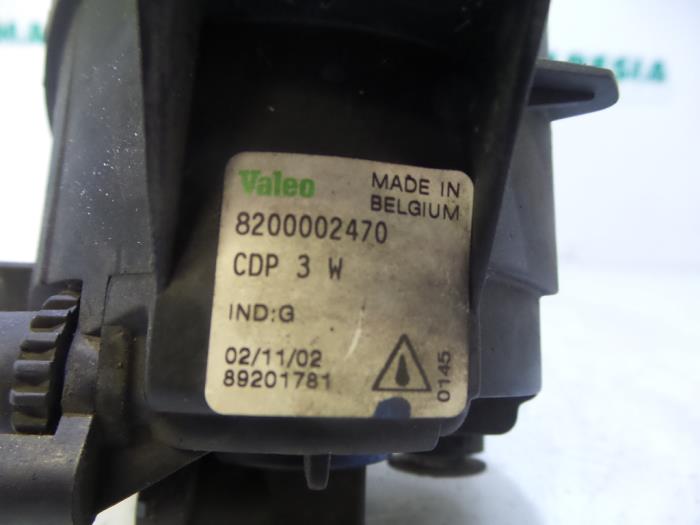 Valeo
MADE IN
BELGIUM
8200002470
CDP 3 W
IND:G
02/11/02
89201781
0145